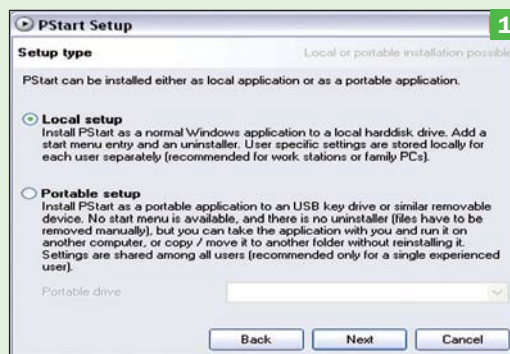 PStart Setup
1
Setup type
Local or portable installation possible
PStart can be installed either as local application or as a portable application.
Local setup
Install PStart as a normal Windows application to a local harddisk drive. Add a
start menu entry and an uninstaller. User specific settings are stored locally for
each user separately (recommended for work stations or family PCs).
Portable setup
Install PStart as a portable application to an USB key drive or similar removable
device. No start menu is available, and there is no uninstaller (files have to be
removed manually), but you can take the application with you and run it on
another computer, or copy / move it to another folder without reinstalling it.
Settings are shared among all users (recommended only for a single experienced
user).
Portable drive
Back
Next
Cancel